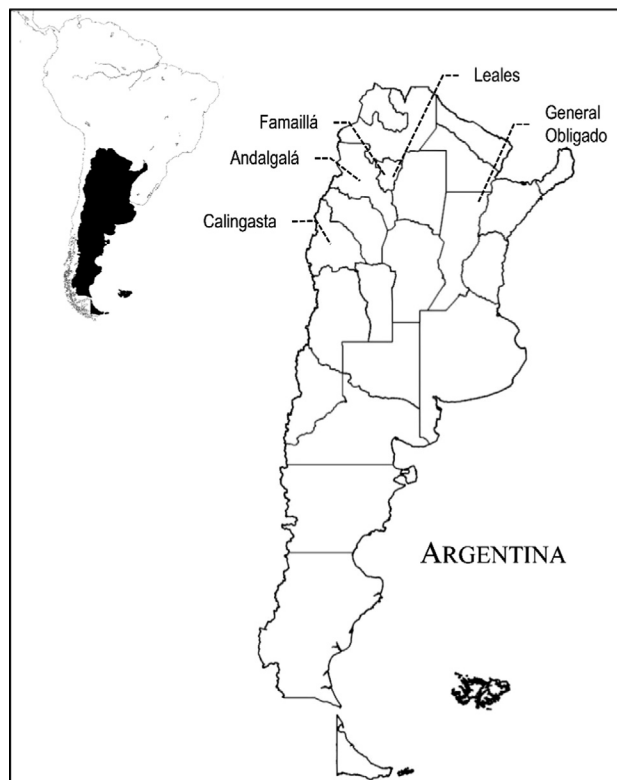 Leales
Famaillá
General
Obligado
Andalgalá
Calingasta
ARGENTINA